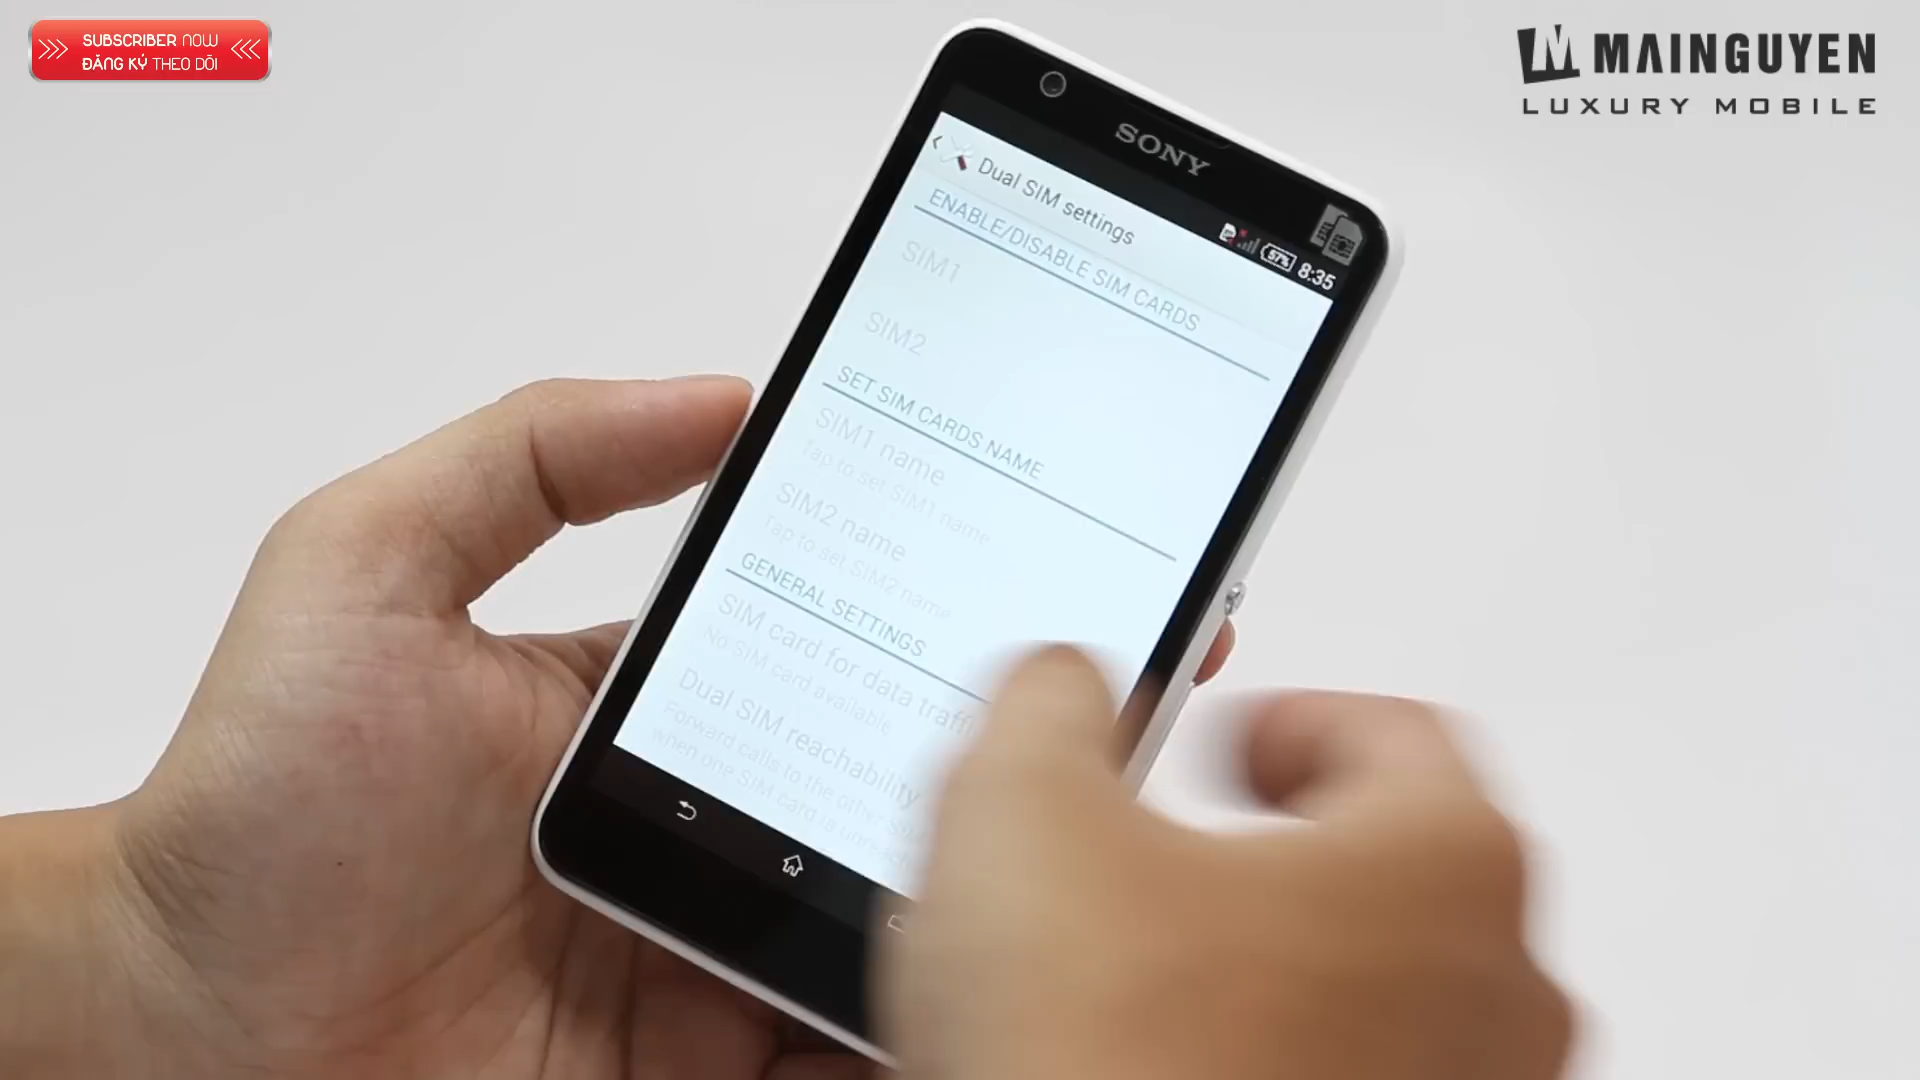 SUBSCRIBER NOW
ĐĂNG KÝ THEO DÕI
MAINGUYEN
LUXURY MOBILE
SONY
57% 8:35
Dual SIM settings
ENABLE/DISABLE SIM CARDS
SIM1
SIM2
SET SIM CARDS NAME
SIM1 name
Tap to set SIM1 name
SIM2 name
Tap to set SIM2 name
GENERAL SETTINGS
SIM card for data traffi
No SIM card available
Dual SIM reachability
Forward calls to the other
when one SIM card is